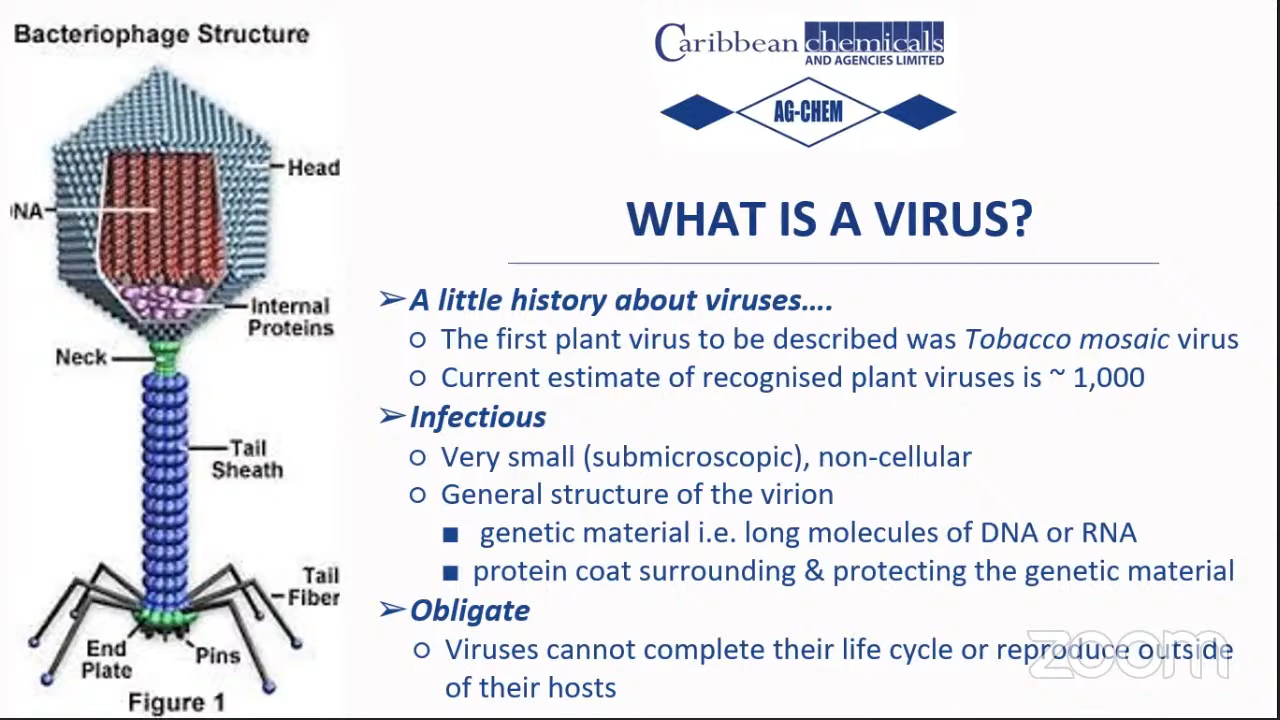 Bacteriophage Structure
Head
NA
Internal
Proteins
Neck
Tail
Sheath
Tail
Fiber
End
Plate
Pins
Figure 1
Caribbean chemicals
AND AGENCIES LIMITED
AG-CHEM
WHAT IS A VIRUS?
➢ A little history about viruses....
○ The first plant virus to be described was Tobacco mosaic virus
○ Current estimate of recognised plant viruses is ~ 1,000
➢ Infectious
○ Very small (submicroscopic), non-cellular
○ General structure of the virion
■ genetic material i.e. long molecules of DNA or RNA
■ protein coat surrounding & protecting the genetic material
➢ Obligate
○ Viruses cannot complete their life cycle or reproduce outside
of their hosts
zoom